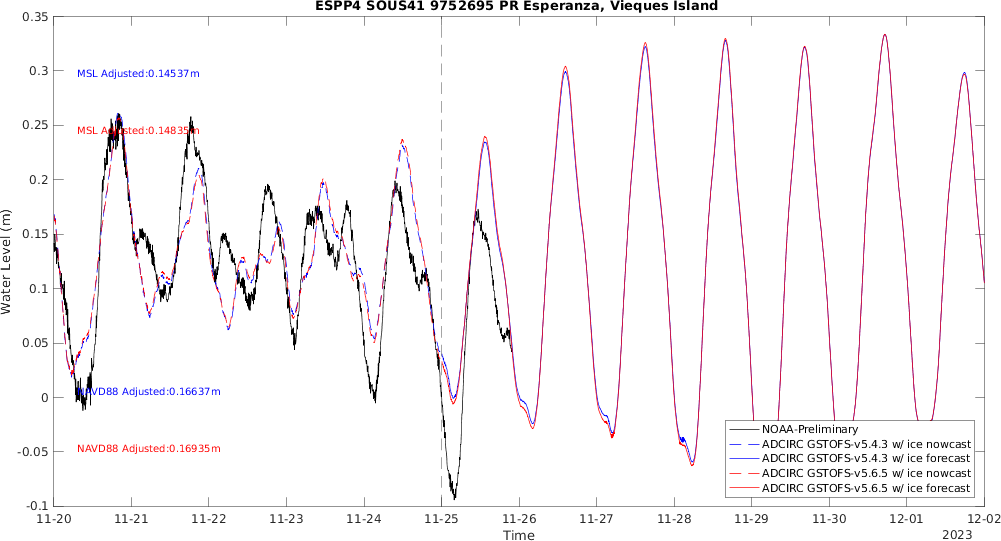 ESPP4 SOUS41 9752695 PR Esperanza, Vieques Island
0.35
0.3
0.25
0.2
0.15
0.1
0.05
0
-0.05
-0.1
Water Level (m)
MSL Adjusted:0.14537m
MSL Adjusted:0.14835m
NAVD88 Adjusted:0.16637m
NAVD88 Adjusted:0.16935m
NOAA-Preliminary
ADCIRC GSTOFS-v5.4.3 w/ ice nowcast
ADCIRC GSTOFS-v5.4.3 w/ ice forecast
ADCIRC GSTOFS-v5.6.5 w/ ice nowcast
ADCIRC GSTOFS-v5.6.5 w/ ice forecast
11-20 11-21 11-22 11-23 11-24 11-25 11-26 11-27 11-28 11-29 11-30 12-01 12-02
Time
2023